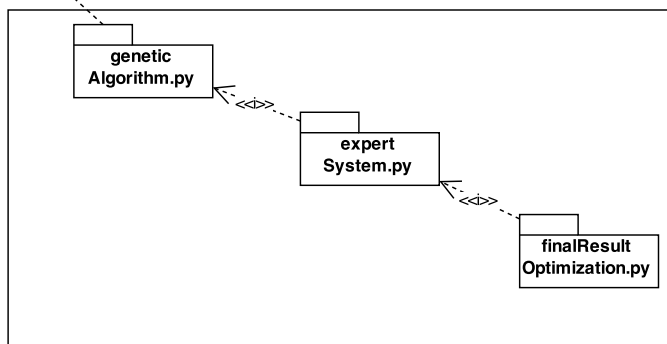 genetic
Algorithm.py
<<i>>
expert
System.py
<<i>>
finalResult
Optimization.py